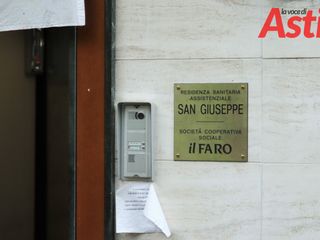 la voce di
Asti
RESIDENZA SANITARIA
ASSISTENZIALE
SAN GIUSEPPE
SOCIETÀ COOPERATIVA
SOCIALE
il FARO